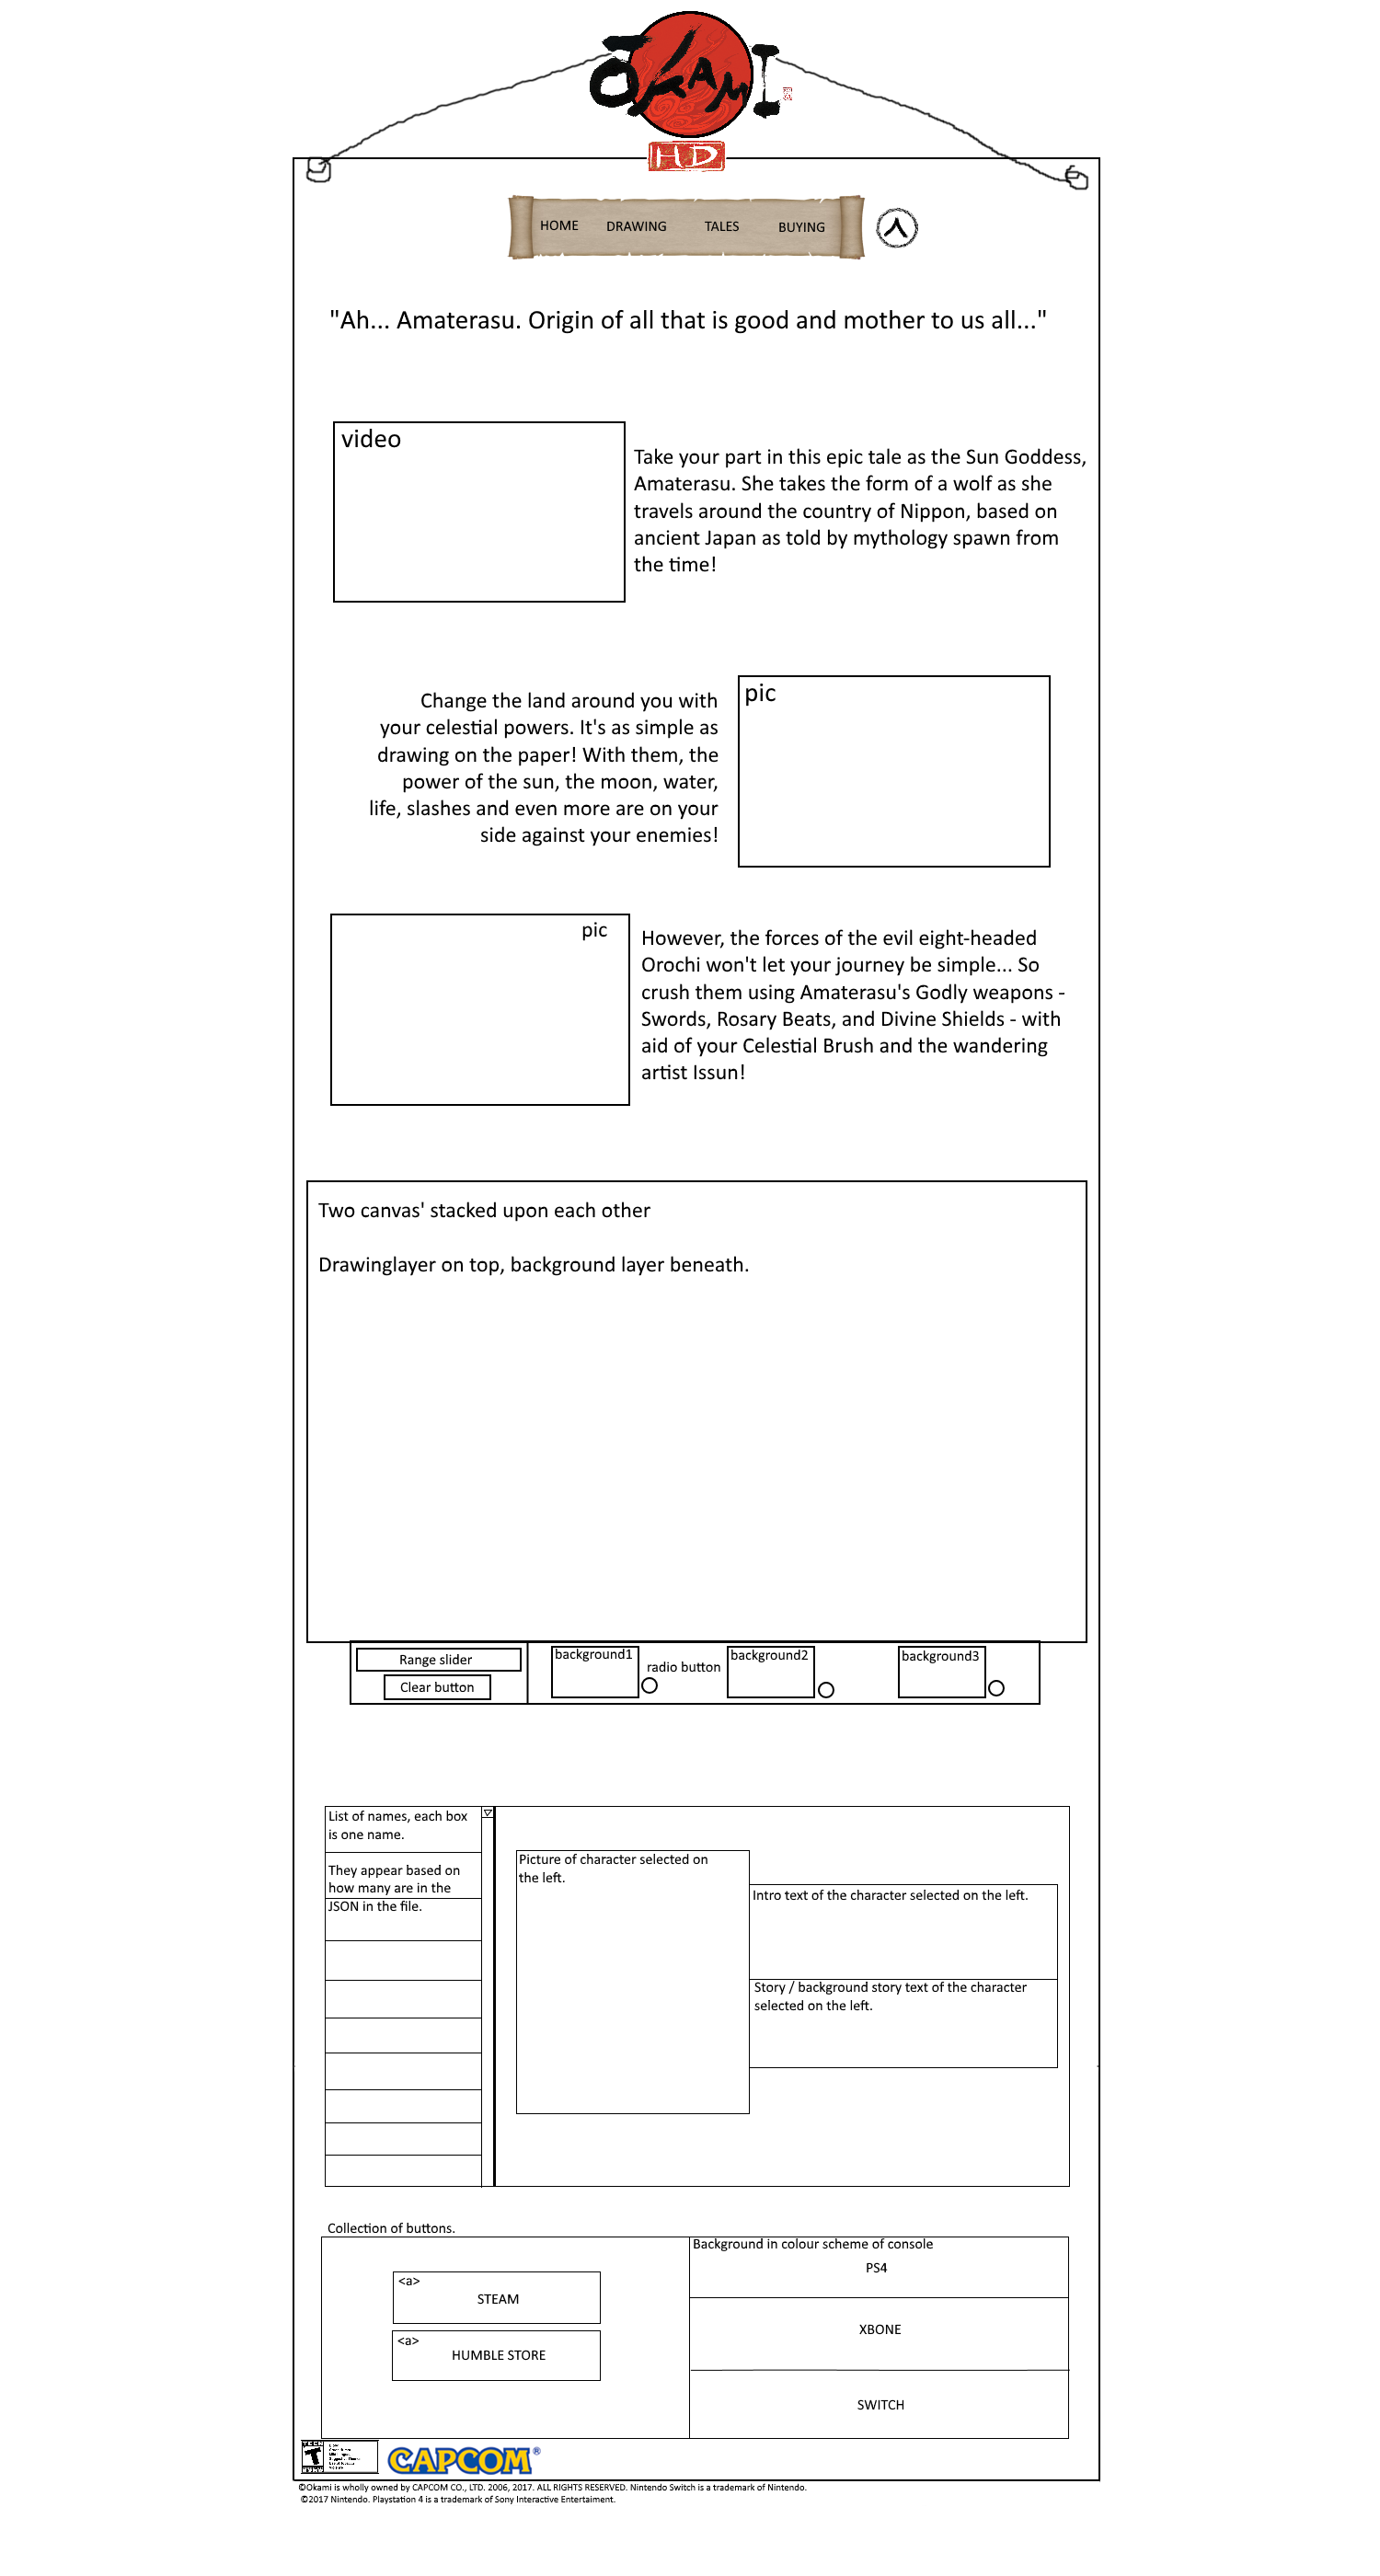 ŌKAMI
HD
HOME DRAWING TALES BUYING
"Ah... Amaterasu. Origin of all that is good and mother to us all..."
video
Take your part in this epic tale as the Sun Goddess,
Amaterasu. She takes the form of a wolf as she
travels around the country of Nippon, based on
ancient Japan as told by mythology spawn from
the time!
Change the land around you with
your celestial powers. It's as simple as
drawing on the paper! With them, the
power of the sun, the moon, water,
life, slashes and even more are on your
side against your enemies!
pic
pic
However, the forces of the evil eight-headed
Orochi won't let your journey be simple... So
crush them using Amaterasu's Godly weapons -
Swords, Rosary Beats, and Divine Shields - with
aid of your Celestial Brush and the wandering
artist Issun!
Two canvas' stacked upon each other
Drawinglayer on top, background layer beneath.
Range slider
Clear button
background1
radio button
background2
background3
List of names, each box
is one name.
They appear based on
how many are in the
JSON in the file.
Picture of character selected on
the left.
Intro text of the character selected on the left.
Story / background story text of the character
selected on the left.
Collection of buttons.
<a>
STEAM
<a>
HUMBLE STORE
Background in colour scheme of console
PS4
XBONE
SWITCH
TEEN
T
CAPCOM®
©Okami is wholly owned by CAPCOM CO., LTD. 2006, 2017. ALL RIGHTS RESERVED. Nintendo Switch is a trademark of Nintendo.
©2017 Nintendo. Playstation 4 is a trademark of Sony Interactive Entertaiment.